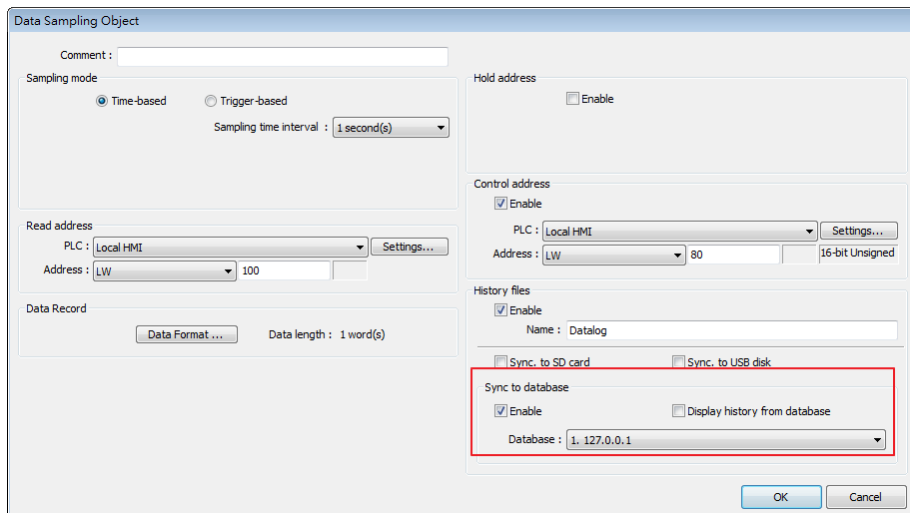 Data Sampling Object
Comment :
Sampling mode
Time-based
Trigger-based
Sampling time interval :
1 second(s)
Read address
PLC :
Local HMI
Settings...
Address :
LW
100
Data Record
Data Format ...
Data length : 1 word(s)
Hold address
Enable
Control address
Enable
PLC :
Local HMI
Settings...
Address :
LW
80
16-bit Unsigned
History files
Enable
Name :
Datalog
Sync. to SD card
Sync. to USB disk
Sync to database
Enable
Display history from database
Database :
1. 127.0.0.1
OK
Cancel